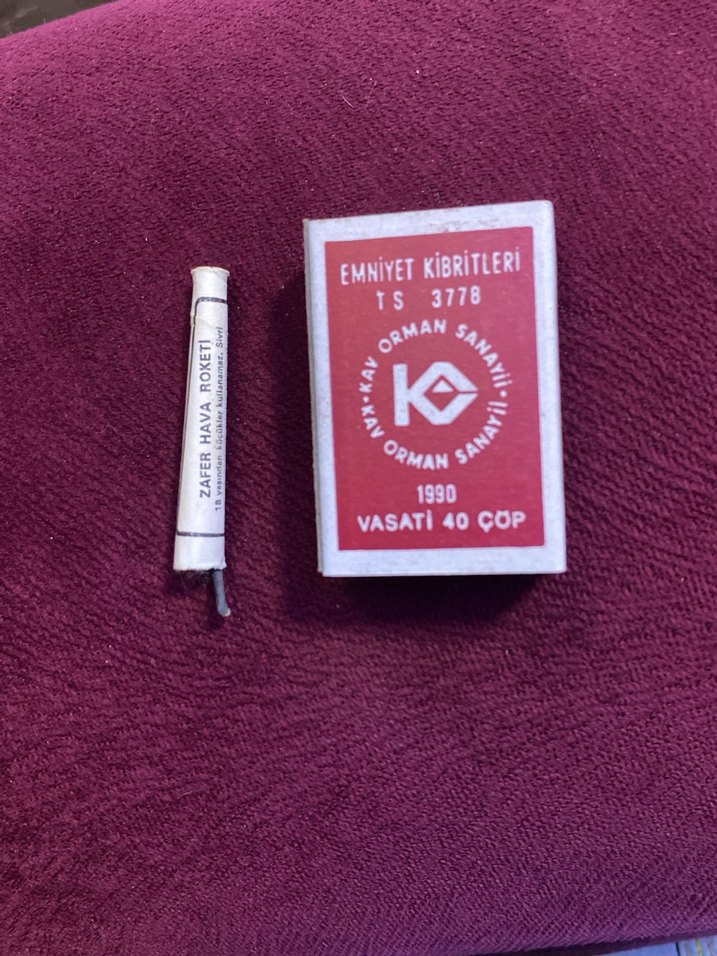 ZAFER HAVA ROKETİ
18 yaşından küçükler kullanamaz. Sivri
EMNİYET KİBRİTLERİ
TS 3778
KAV ORMAN SANAYİİ
KAV ORMAN SANAYİİ
1990
VASATİ 40 ÇÖP